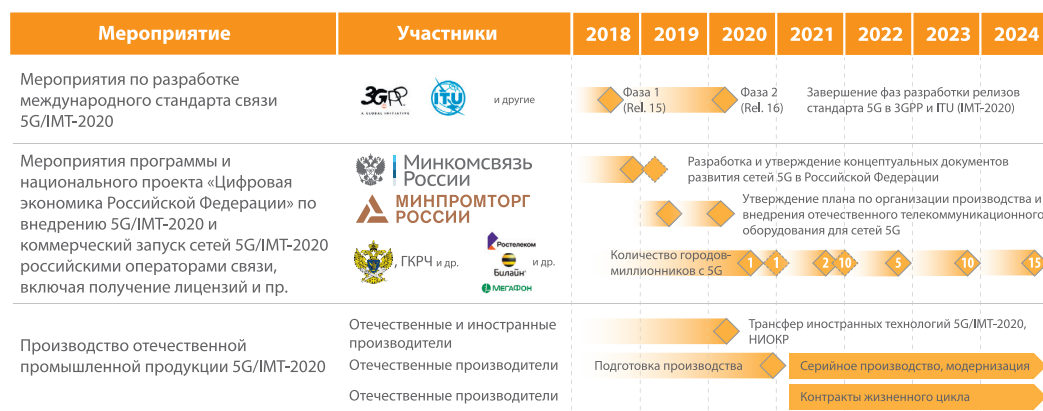 Мероприятие Участники 2018 2019 2020 2021 2022 2023 2024
Мероприятия по разработке
международного стандарта связи
5G/IMT-2020
3GPP
A GLOBAL INITIATIVE
ITU
и другие
Фаза 1
(Rel. 15)
Фаза 2
(Rel. 16)
Завершение фаз разработки релизов
стандарта 5G в 3GPP и ITU (IMT-2020)
Мероприятия программы и
национального проекта «Цифровая
экономика Российской Федерации» по
внедрению 5G/IMT-2020 и
коммерческий запуск сетей 5G/IMT-2020
российскими операторами связи,
включая получение лицензий и пр.
Минкомсвязь
России
МИНПРОМТОРГ
РОССИИ
, ГКРЧ и др.
Ростелеком
Билайн
МЕГАФОН
и др.
Разработка и утверждение концептуальных документов
развития сетей 5G в Российской Федерации
Утверждение плана по организации производства и
внедрения отечественного телекоммуникационного
оборудования для сетей 5G
Количество городов-
миллионников с 5G
1 1 2 10 5 10 15
Производство отечественной
промышленной продукции 5G/IMT-2020
Отечественные и иностранные
производители
Трансфер иностранных технологий 5G/IMT-2020,
НИОКР
Отечественные производители
Подготовка производства
Серийное производство, модернизация
Отечественные производители
Контракты жизненного цикла